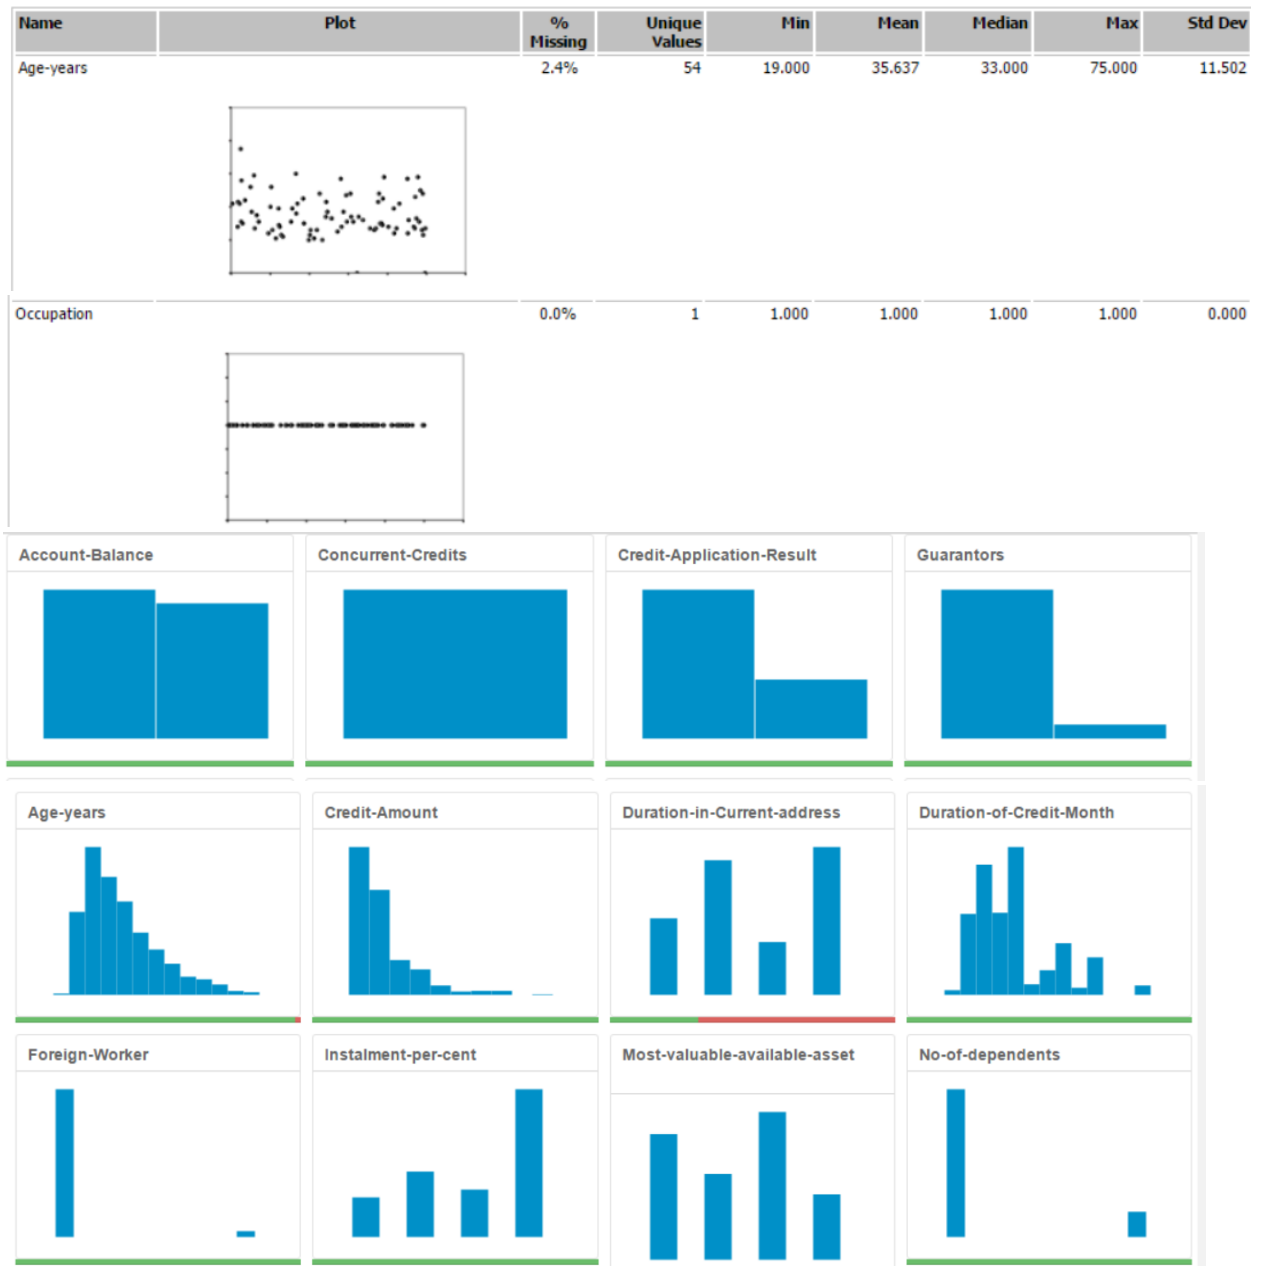 Name Plot % Missing Unique Values Min Mean Median Max Std Dev
Age-years 2.4% 54 19.000 35.637 33.000 75.000 11.502
Occupation 0.0% 1 1.000 1.000 1.000 1.000 0.000
Account-Balance Concurrent-Credits Credit-Application-Result Guarantors
Age-years Credit-Amount Duration-in-Current-address Duration-of-Credit-Month
Foreign-Worker Instalment-per-cent Most-valuable-available-asset No-of-dependents